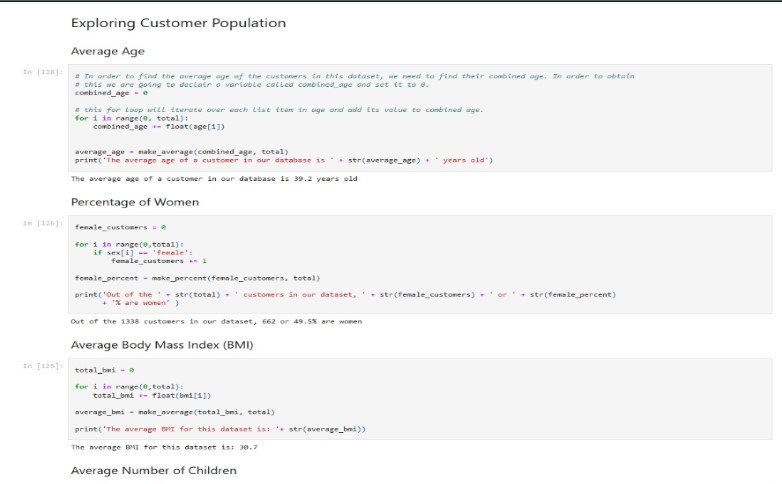 Exploring Customer Population
Average Age
In [128]:
# In order to find the average age of the customers in this dataset, we need to find their combined age. In order to obtain
# this we are going to declair a variable called combined_age and set it to 0.
combined_age = 0
# this for loop will iterate over each list item in age and add its value to combined age.
for i in range(0, total):
combined_age += float(age[i])
average_age = make_average(combined_age, total)
print('The average age of a customer in our database is ' + str(average_age) + ' years old')
The average age of a customer in our database is 39.2 years old
Percentage of Women
In [126]:
female_customers = 0
for i in range(0,total):
if sex[i] == 'female':
female_customers += 1
female_percent = make_percent(female_customers, total)
print('Out of the ' + str(total) + ' customers in our dataset, ' + str(female_customers) + ' or ' + str(female_percent)
+ '% are women' )
Out of the 1338 customers in our dataset, 662 or 49.5% are women
Average Body Mass Index (BMI)
In [125]:
total_bmi = 0
for i in range(0,total):
total_bmi += float(bmi[i])
average_bmi = make_average(total_bmi, total)
print('The average BMI for this dataset is: '+ str(average_bmi))
The average BMI for this dataset is: 30.7
Average Number of Children